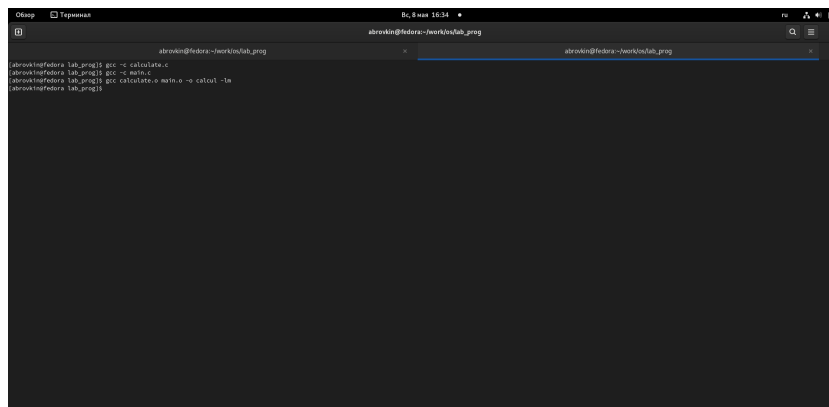 Обзор Терминал Вс, 8 мая 16:34 ru
abrovkin@fedora:~/work/os/lab_prog
abrovkin@fedora:~/work/os/lab_prog × abrovkin@fedora:~/work/os/lab_prog ×
[abrovkin@fedora lab_prog]$ gcc -c calculate.c
[abrovkin@fedora lab_prog]$ gcc -c main.c
[abrovkin@fedora lab_prog]$ gcc calculate.o main.o -o calcul -lm
[abrovkin@fedora lab_prog]$